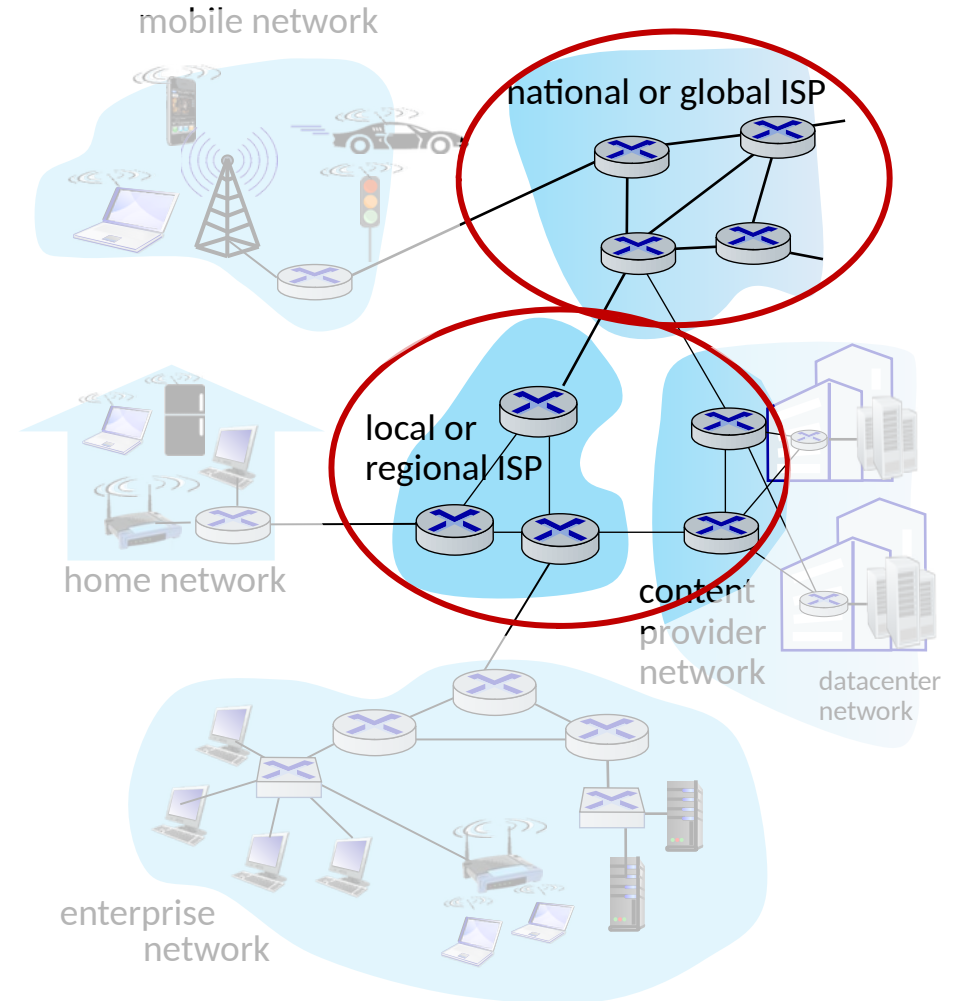 mobile network
national or global ISP
local or
regional ISP
home network
content
provider
network
datacenter
network
enterprise
network